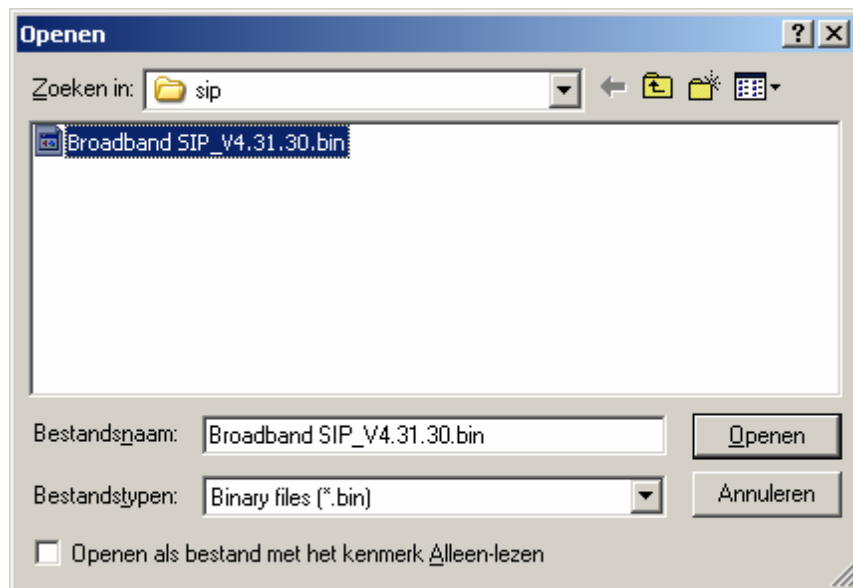 Openen
Zoeken in: sip
Broadband SIP_V4.31.30.bin
Bestandsnaam: Broadband SIP_V4.31.30.bin Openen
Bestandstypen: Binary files (*.bin) Annuleren
Openen als bestand met het kenmerk Alleen-lezen